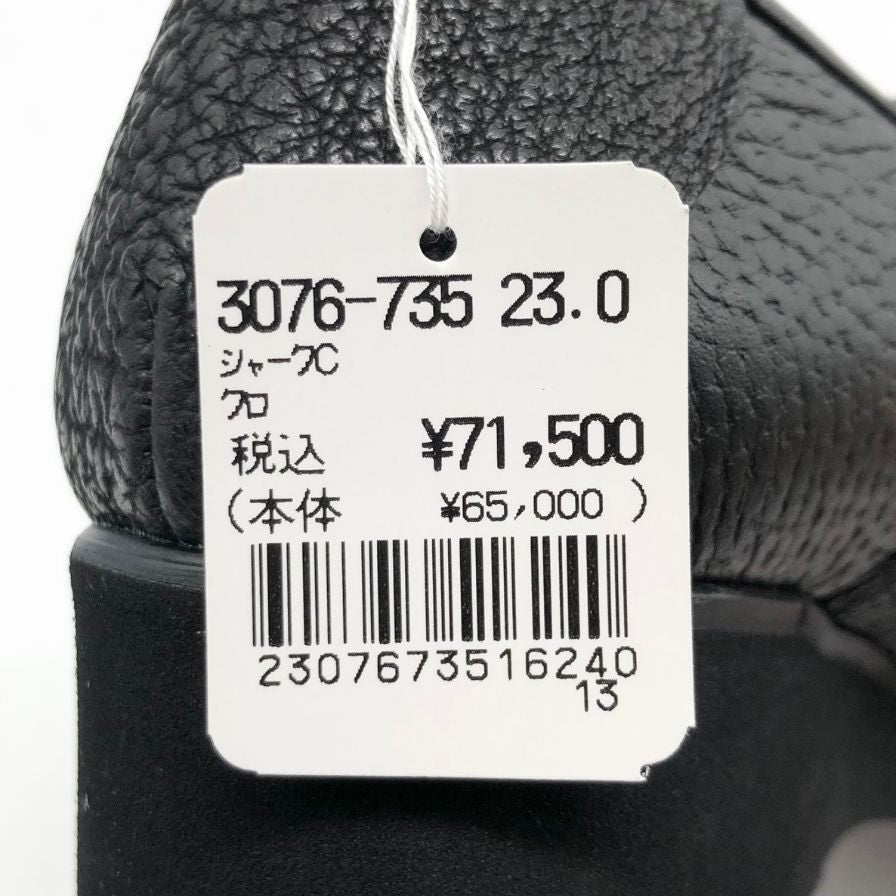 3076-735 23.0
シャークC
クロ
税込 ¥71,500
(本体 ¥65,000 )
2307673516240
13